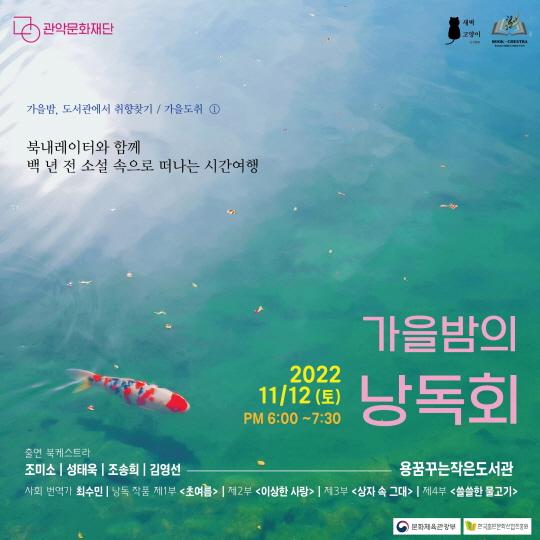 관악문화재단
새벽
고양이
BOOK-CHESTRA
가을밤, 도서관에서 취향찾기 / 가을도취 ①
북내레이터와 함께
백 년 전 소설 속으로 떠나는 시간여행
가을밤의
낭독회
2022
11/12 (토)
PM 6:00 ~7:30
출연 북케스트라
조미소 | 성태욱 | 조송희 | 김영선
용꿈꾸는작은도서관
사회 번역가 최수민 | 낭독 작품 제1부 <초여름> | 제2부 <이상한 사랑> | 제3부 <상자 속 그대> | 제4부 <쓸쓸한 물고기>
문화체육관광부
한국출판문화산업진흥원